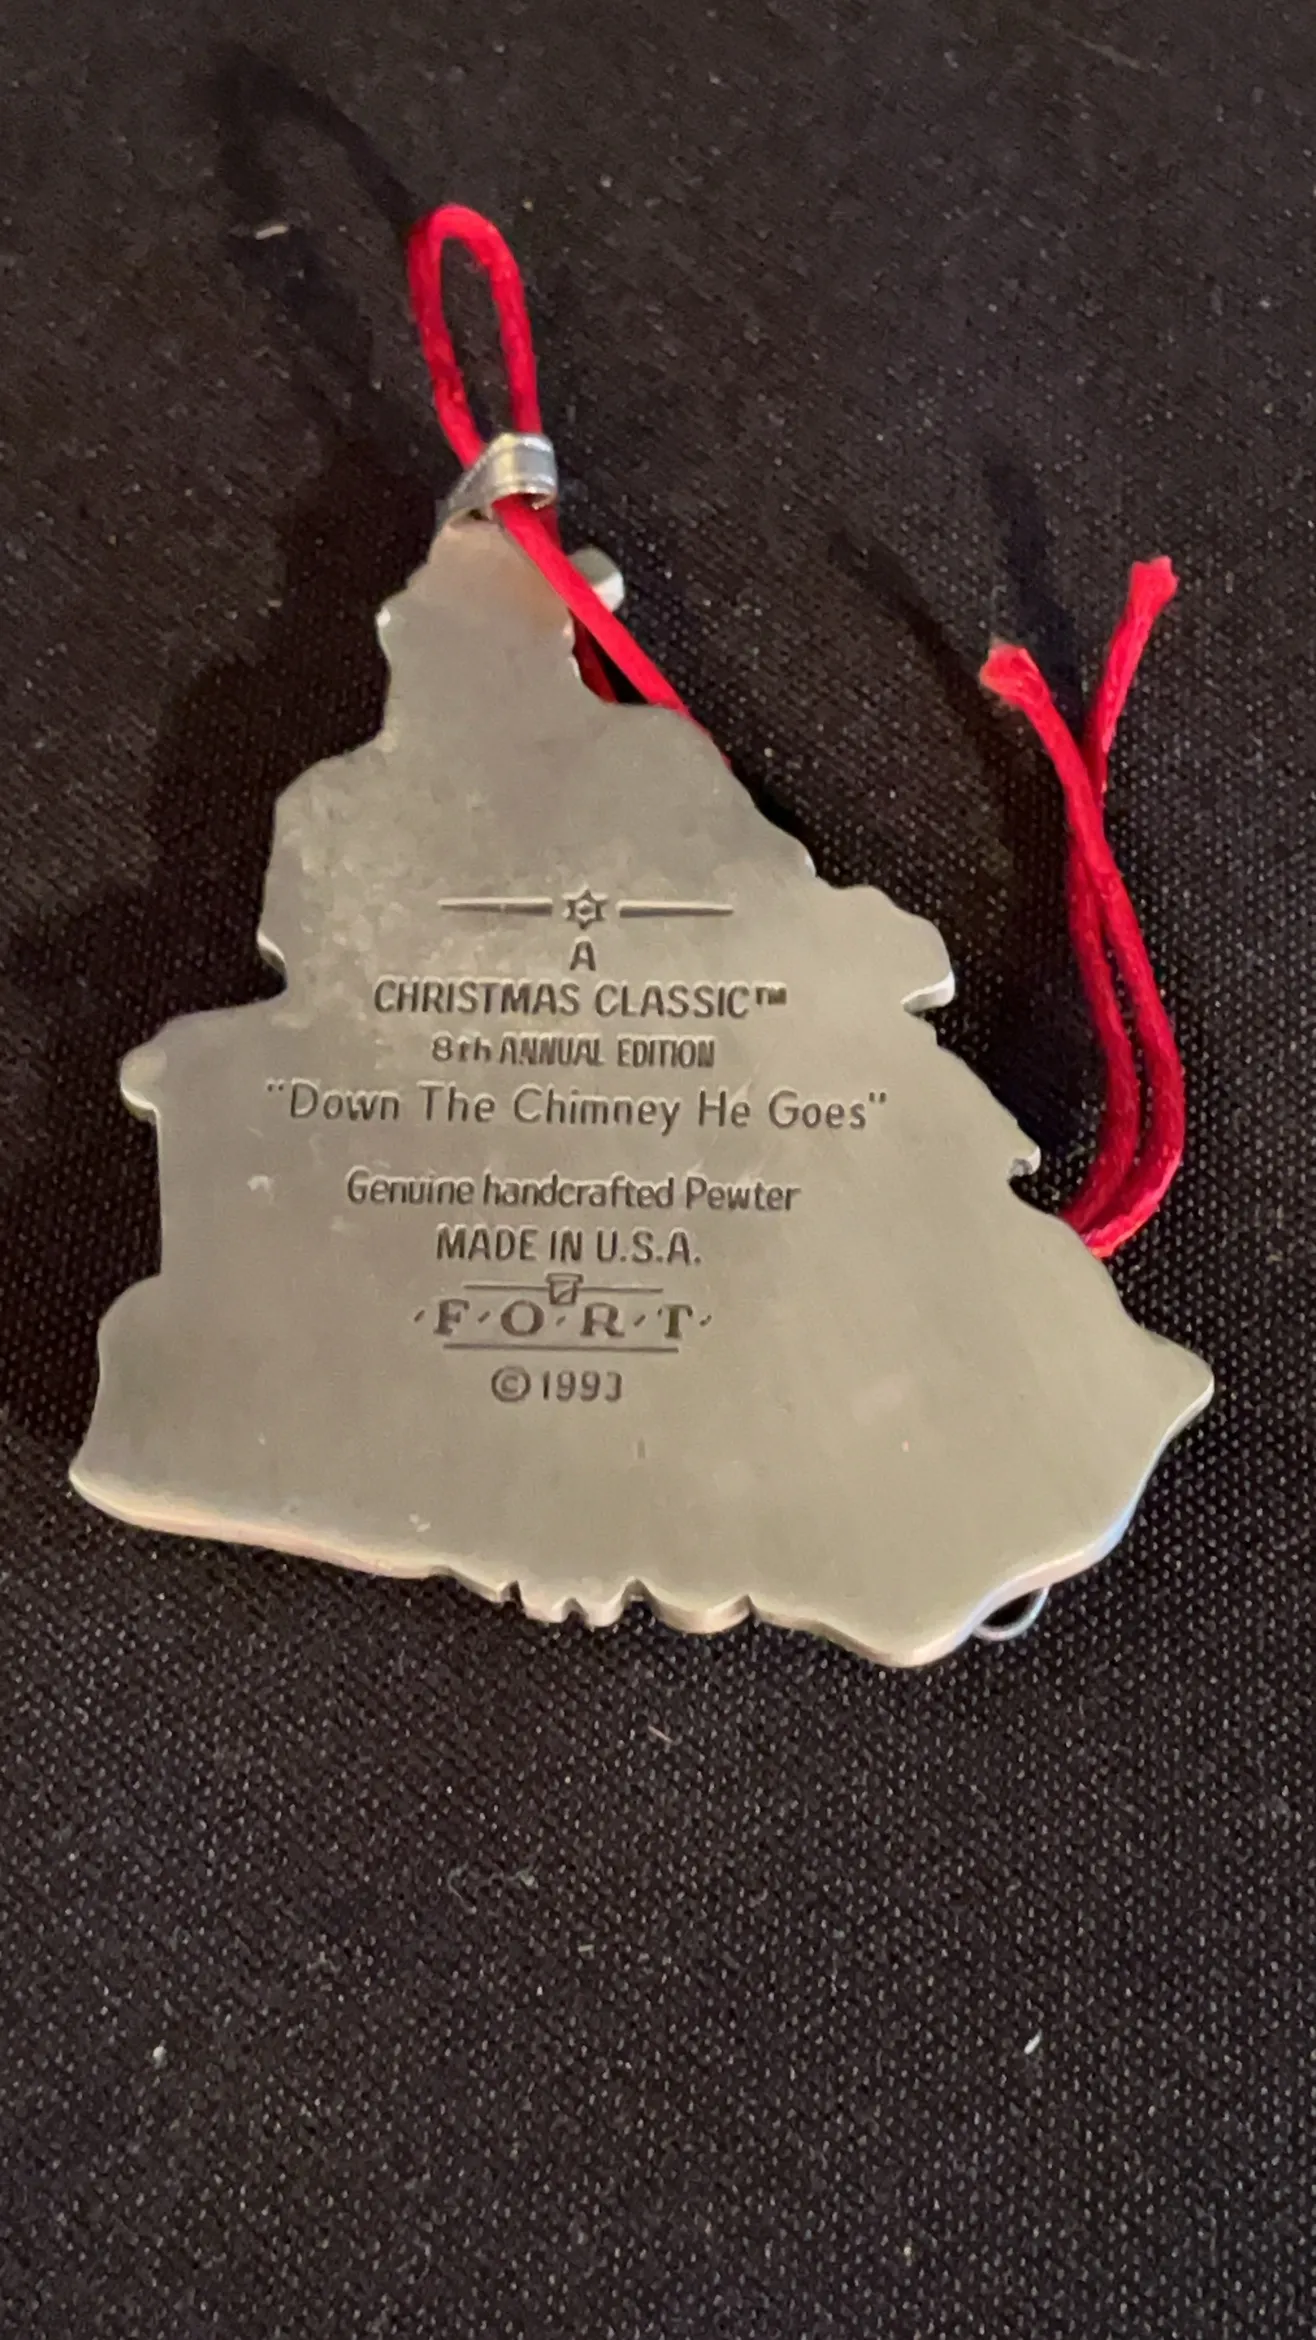 A
CHRISTMAS CLASSIC™
8th ANNUAL EDITION
"Down The Chimney He Goes"
Genuine handcrafted Pewter
MADE IN U.S.A.
·F·O·R·T·
©1993